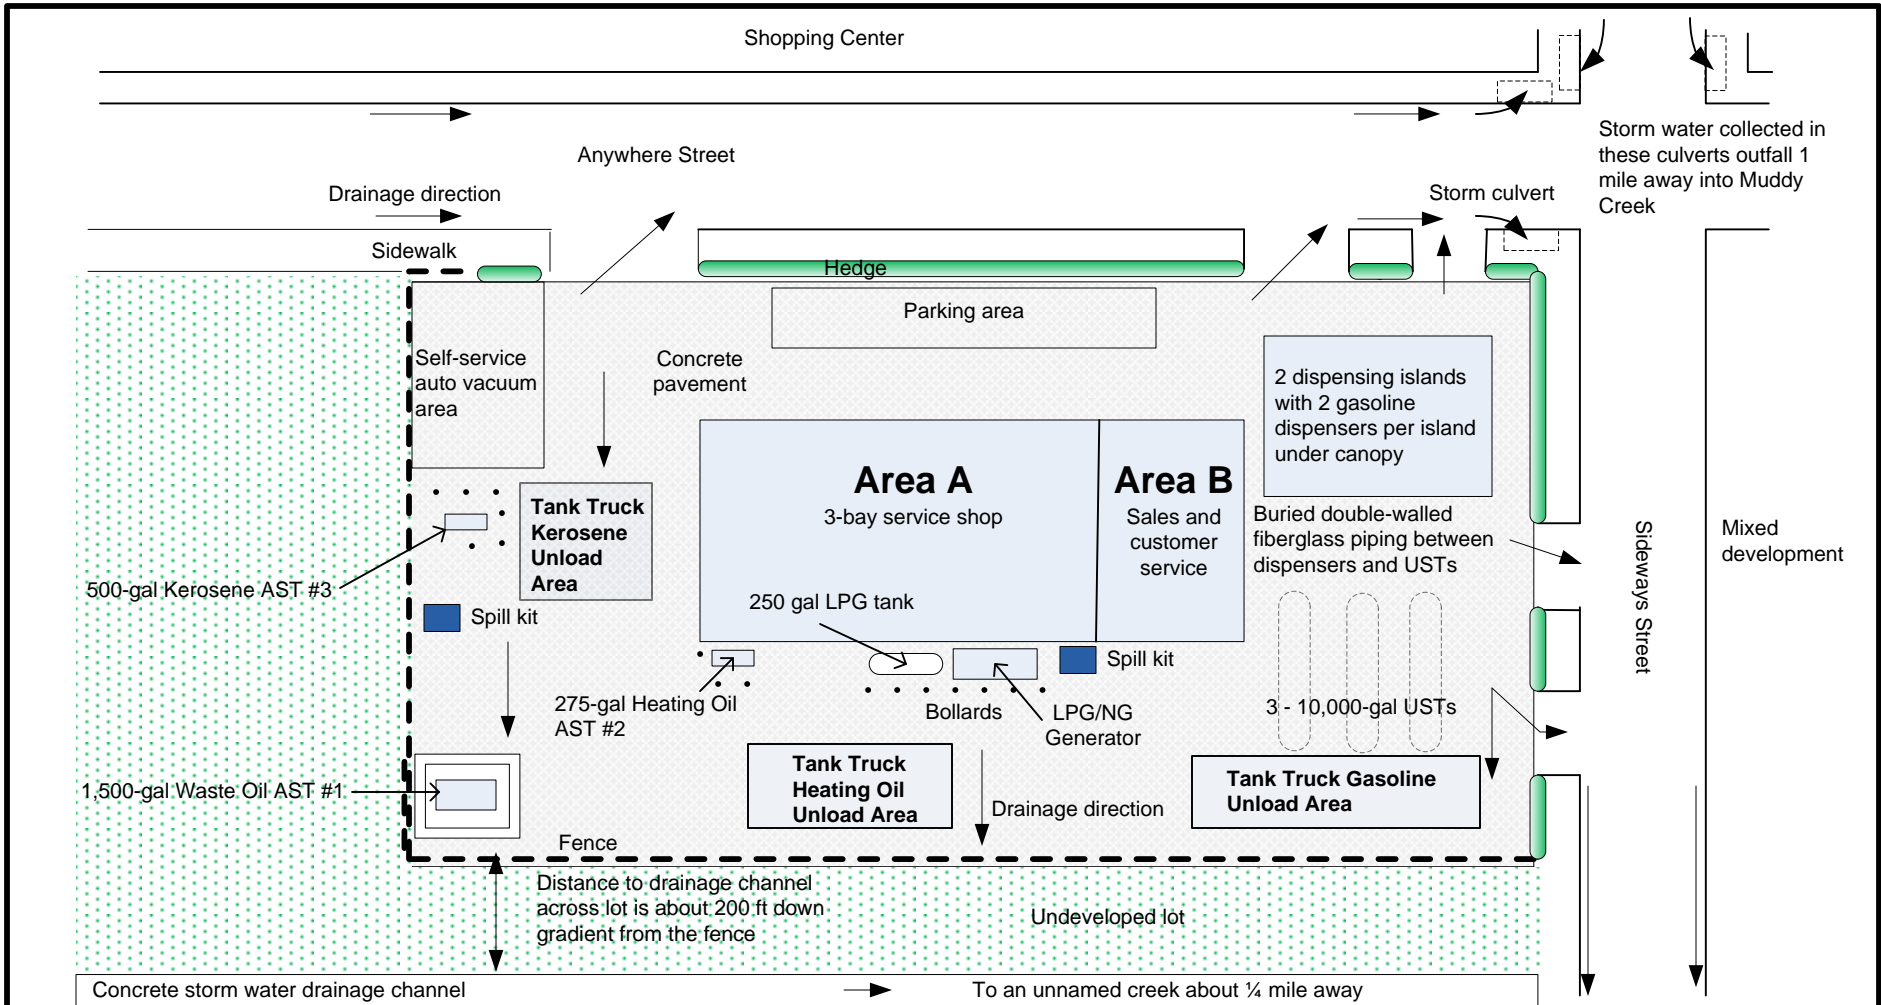 Shopping Center
Storm water collected in
these culverts outfall 1
mile away into Muddy
Creek
Anywhere Street
Drainage direction
Storm culvert
Sidewalk
Hedge
Parking area
Self-service
auto vacuum
area
Concrete
pavement
2 dispensing islands
with 2 gasoline
dispensers per island
under canopy
Area A
3-bay service shop
Area B
Sales and
customer
service
Tank Truck
Kerosene
Unload
Area
Buried double-walled
fiberglass piping between
dispensers and USTs
Sideways Street
Mixed
development
500-gal Kerosene AST #3
Spill kit
250 gal LPG tank
Spill kit
275-gal Heating Oil
AST #2
Bollards
LPG/NG
Generator
3 - 10,000-gal USTs
1,500-gal Waste Oil AST #1
Tank Truck
Heating Oil
Unload Area
Drainage direction
Tank Truck Gasoline
Unload Area
Fence
Distance to drainage channel
across lot is about 200 ft down
gradient from the fence
Undeveloped lot
Concrete storm water drainage channel
To an unnamed creek about ¼ mile away